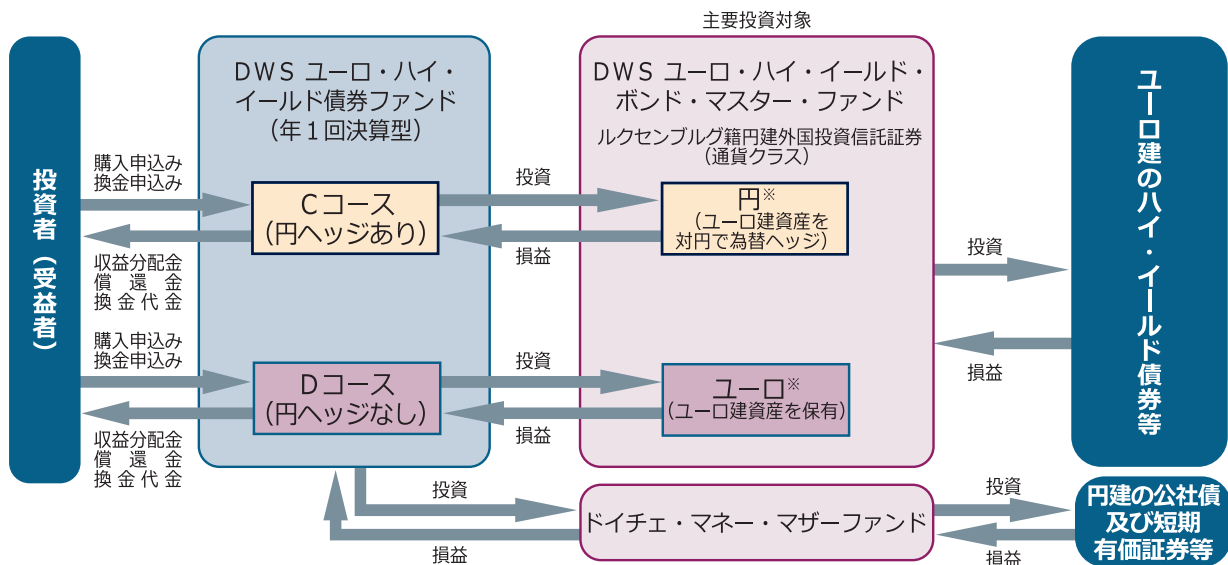 主要投資対象
投資者（受益者）
購入申込み
換金申込み
収益分配金
償還金
換金代金
購入申込み
換金申込み
収益分配金
償還金
換金代金
DWS ユーロ・ハイ・
イールド債券ファンド
（年１回決算型）
Cコース
（円ヘッジあり）
Dコース
（円ヘッジなし）
投資
損益
投資
損益
DWS ユーロ・ハイ・イールド・
ボンド・マスター・ファンド
ルクセンブルグ籍円建外国投資信託証券
（通貨クラス）
円※
（ユーロ建資産を
対円で為替ヘッジ）
ユーロ※
（ユーロ建資産を保有）
投資
損益
ユーロ建のハイ・イールド債券等
投資
損益
ドイチェ・マネー・マザーファンド
投資
損益
円建の公社債
及び短期
有価証券等